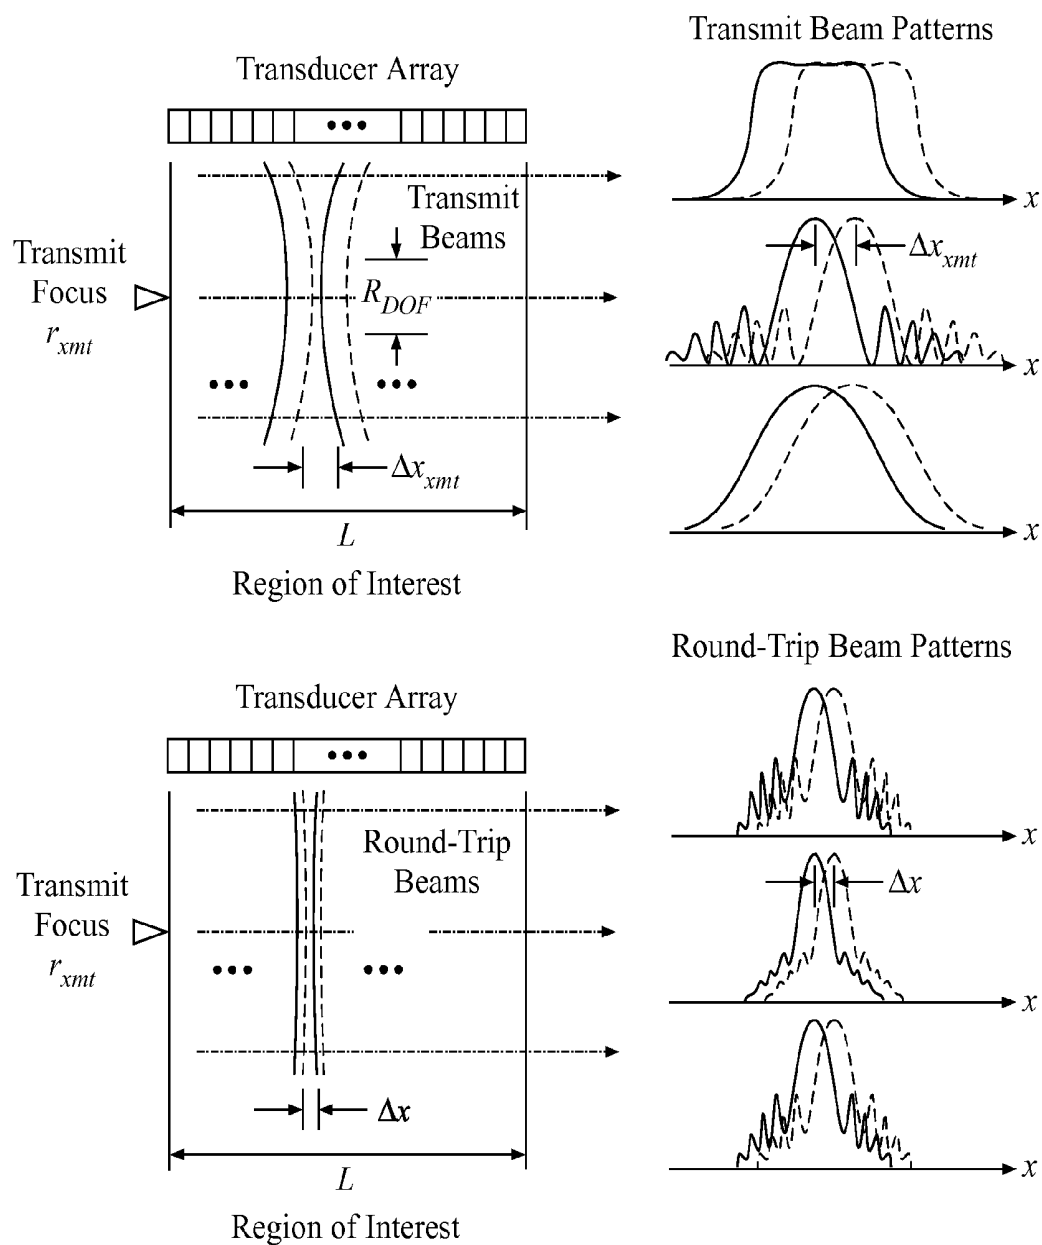 Transmit Beam Patterns
Transducer Array
x
Transmit
Beams
Transmit
Focus
r_xmt
R_DOF
Δx_xmt
x
Δx_xmt
x
L
Region of Interest
Round-Trip Beam Patterns
Transducer Array
x
Round-Trip
Beams
Transmit
Focus
r_xmt
Δx
x
Δx
x
L
Region of Interest